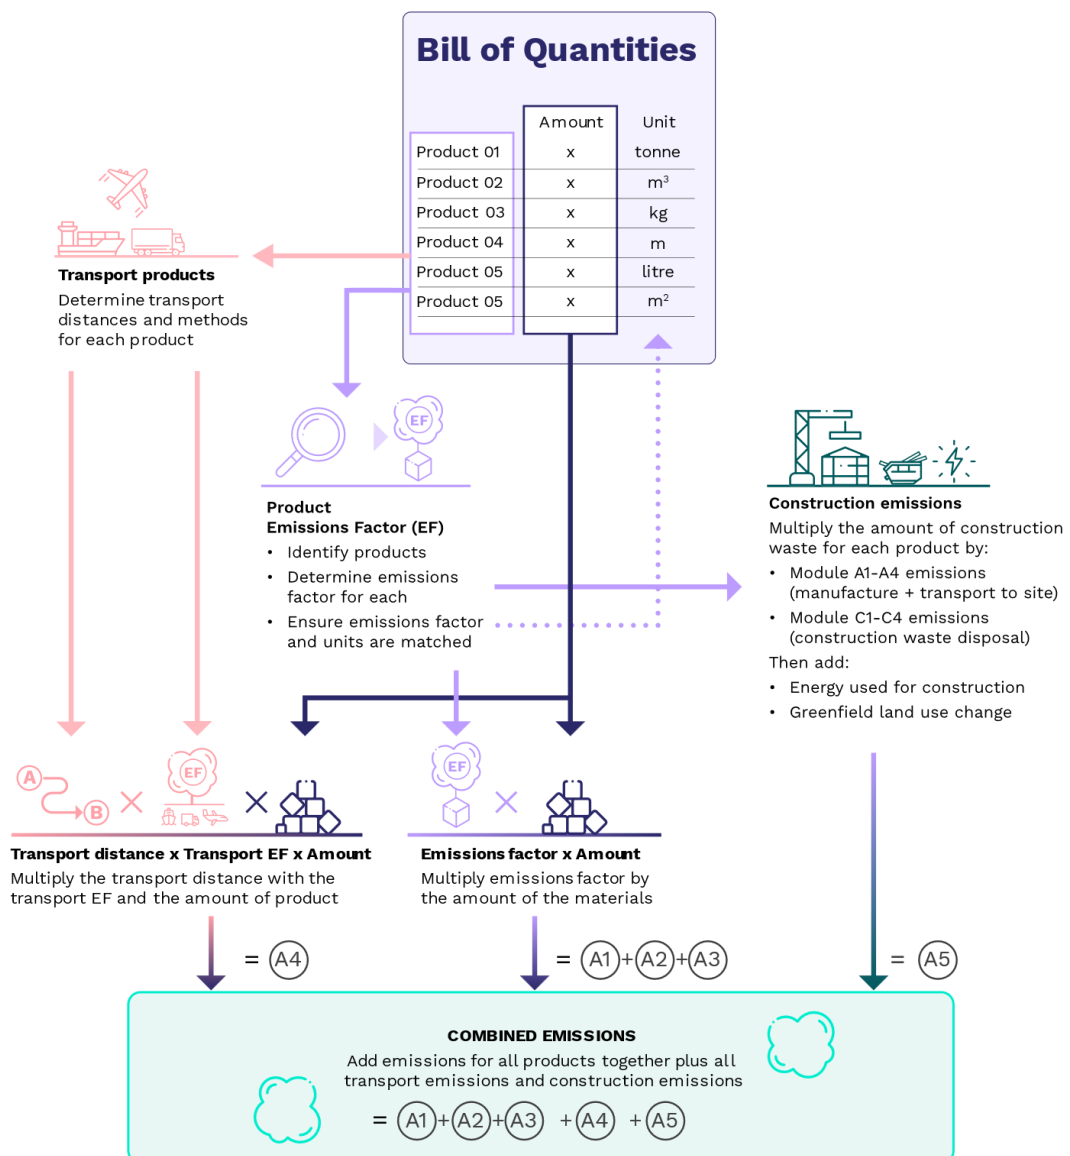 Bill of Quantities
Amount Unit
Product 01 x tonne
Product 02 x m³
Product 03 x kg
Product 04 x m
Product 05 x litre
Product 05 x m²
Transport products
Determine transport
distances and methods
for each product
EF
Product
Emissions Factor (EF)
• Identify products
• Determine emissions
factor for each
• Ensure emissions factor
and units are matched
Construction emissions
Multiply the amount of construction
waste for each product by:
• Module A1-A4 emissions
(manufacture + transport to site)
• Module C1-C4 emissions
(construction waste disposal)
Then add:
• Energy used for construction
• Greenfield land use change
A B × EF ×
Transport distance x Transport EF x Amount
Multiply the transport distance with the
transport EF and the amount of product
EF ×
Emissions factor x Amount
Multiply emissions factor by
the amount of the materials
= A4
= A1+A2+A3
= A5
COMBINED EMISSIONS
Add emissions for all products together plus all
transport emissions and construction emissions
= A1+A2+A3 +A4 +A5